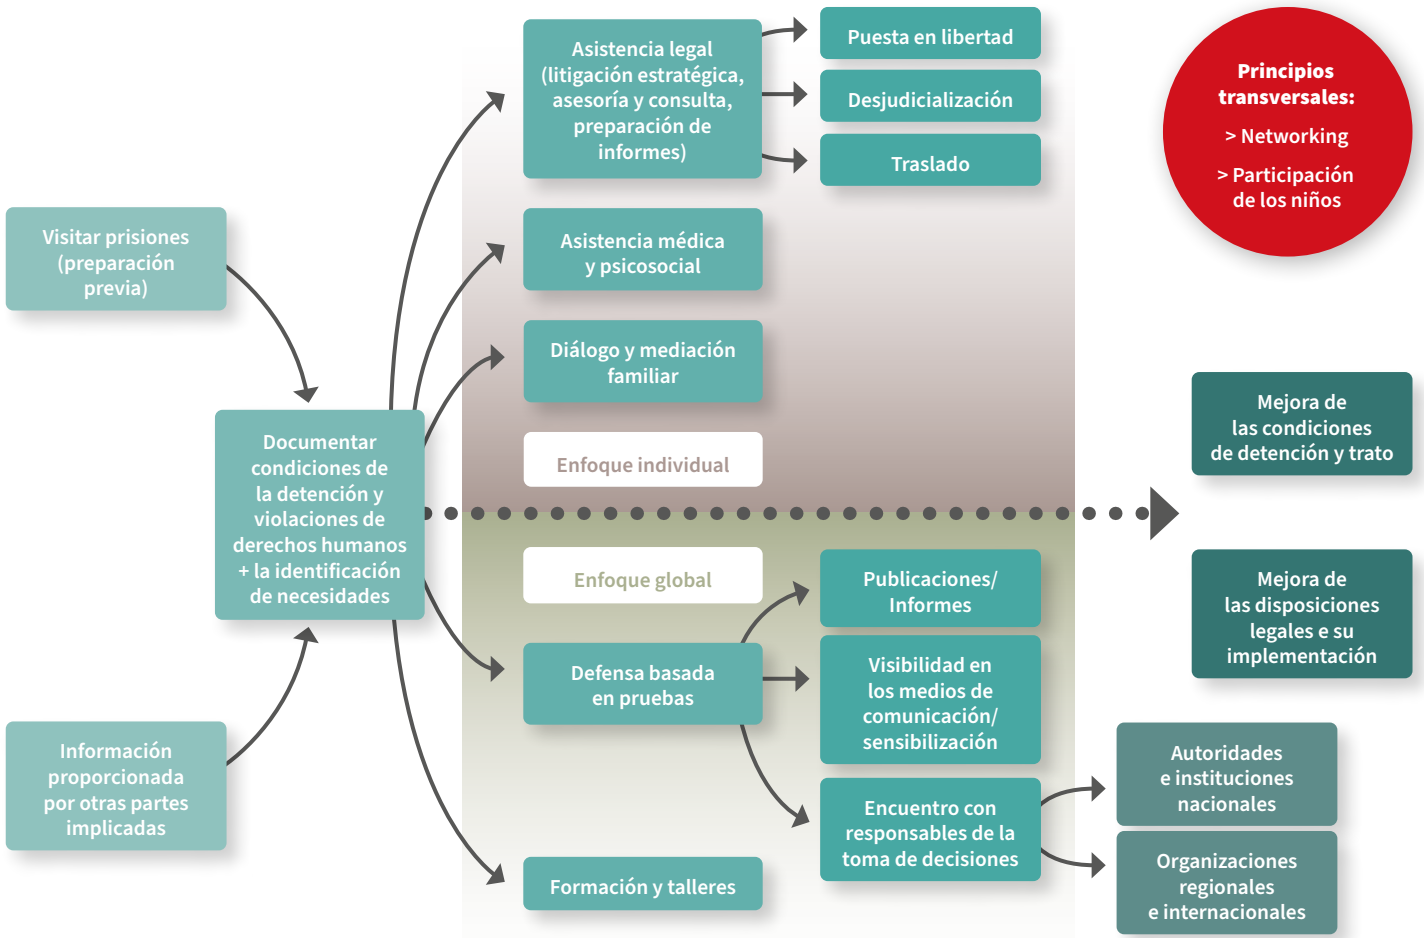 Visitar prisiones
(preparación
previa)
Información
proporcionada
por otras partes
implicadas
Documentar
condiciones de
la detención y
violaciones de
derechos humanos
+ la identificación
de necesidades
Asistencia legal
(litigación estratégica,
asesoría y consulta,
preparación de
informes)
Puesta en libertad
Desjudicialización
Traslado
Asistencia médica
y psicosocial
Diálogo y mediación
familiar
Enfoque individual
Enfoque global
Defensa basada
en pruebas
Publicaciones/
Informes
Visibilidad en
los medios de
comunicación/
sensibilización
Encuentro con
responsables de la
toma de decisiones
Formación y talleres
Autoridades
e instituciones
nacionales
Organizaciones
regionales
e internacionales
Mejora de
las condiciones
de detención y trato
Mejora de
las disposiciones
legales e su
implementación
Principios
transversales:
> Networking
> Participación
de los niños